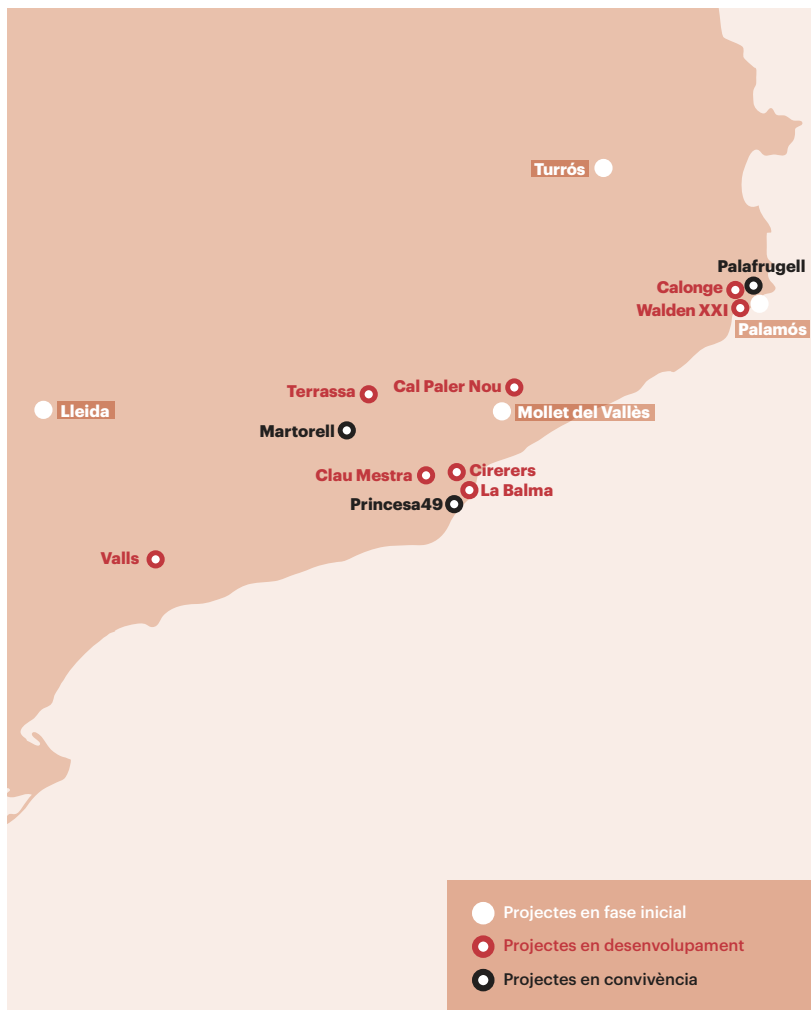 Turrós
Palafrugell
Calonge
Walden XXI
Palamós
Terrassa
Cal Paler Nou
Lleida
Mollet del Vallès
Martorell
Clau Mestra
Cirerers
La Balma
Princesa49
Valls
Projectes en fase inicial
Projectes en desenvolupament
Projectes en convivència